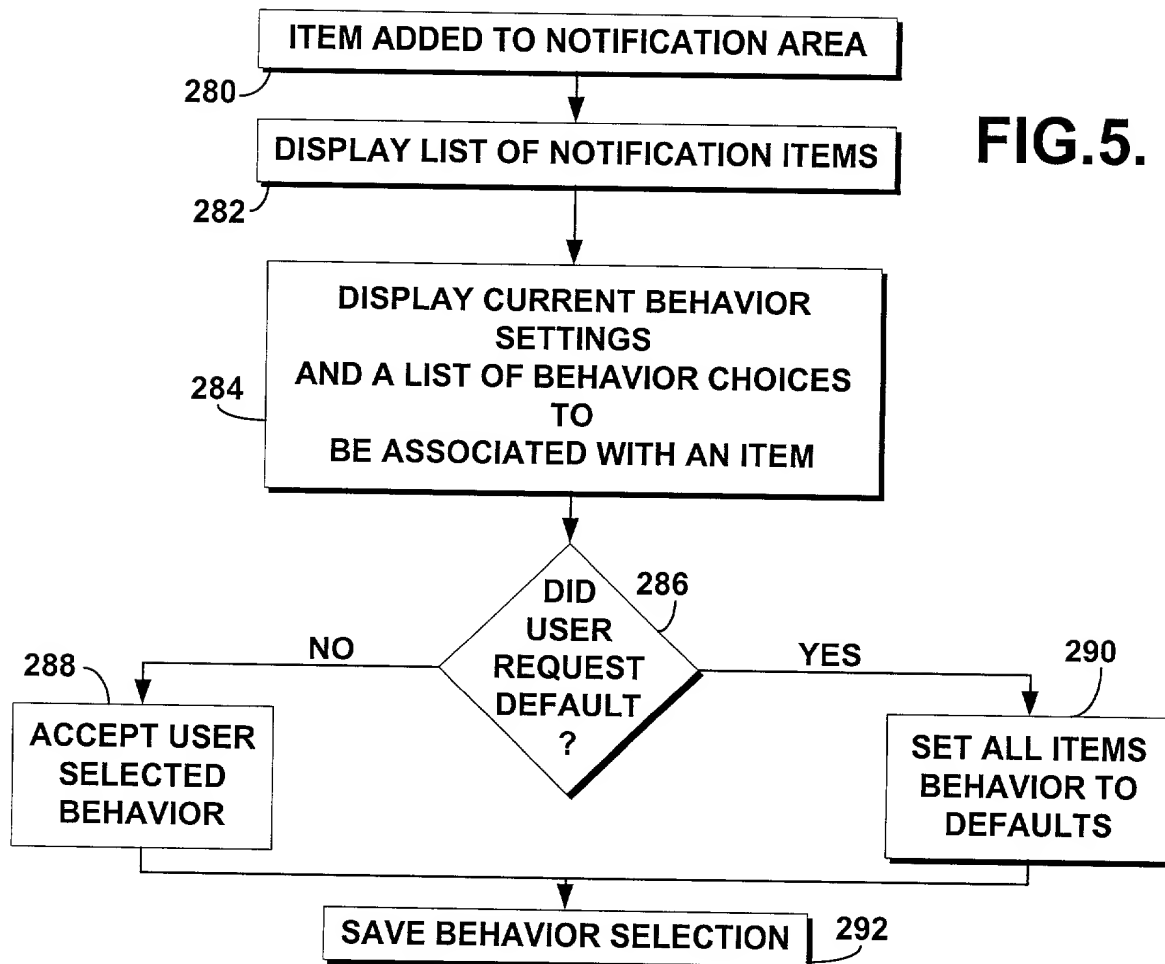 ITEM ADDED TO NOTIFICATION AREA
280
DISPLAY LIST OF NOTIFICATION ITEMS
282
FIG.5.
DISPLAY CURRENT BEHAVIOR
SETTINGS
AND A LIST OF BEHAVIOR CHOICES
TO
BE ASSOCIATED WITH AN ITEM
284
DID
USER
REQUEST
DEFAULT
?
286
NO
YES
288
ACCEPT USER
SELECTED
BEHAVIOR
290
SET ALL ITEMS
BEHAVIOR TO
DEFAULTS
SAVE BEHAVIOR SELECTION
292